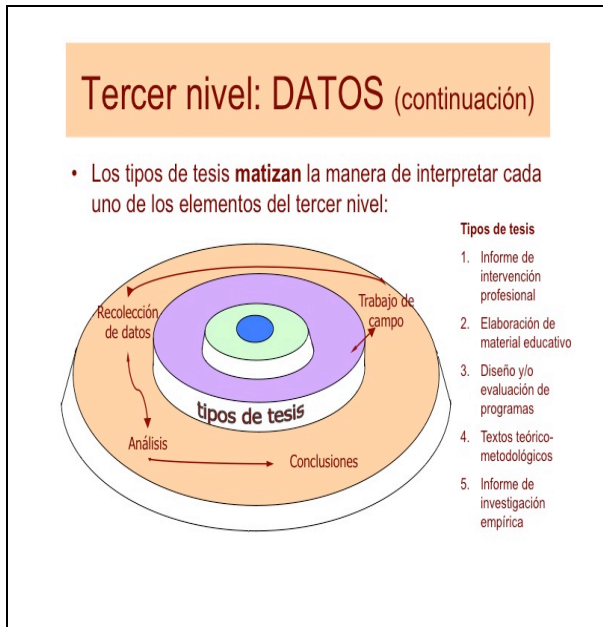 Tercer nivel: DATOS (continuación)
• Los tipos de tesis matizan la manera de interpretar cada
uno de los elementos del tercer nivel:
Tipos de tesis
1. Informe de
intervención
profesional
2. Elaboración de
material educativo
3. Diseño y/o
evaluación de
programas
4. Textos teórico-
metodológicos
5. Informe de
investigación
empírica
Recolección
de datos
Trabajo de
campo
tipos de tesis
Análisis
Conclusiones